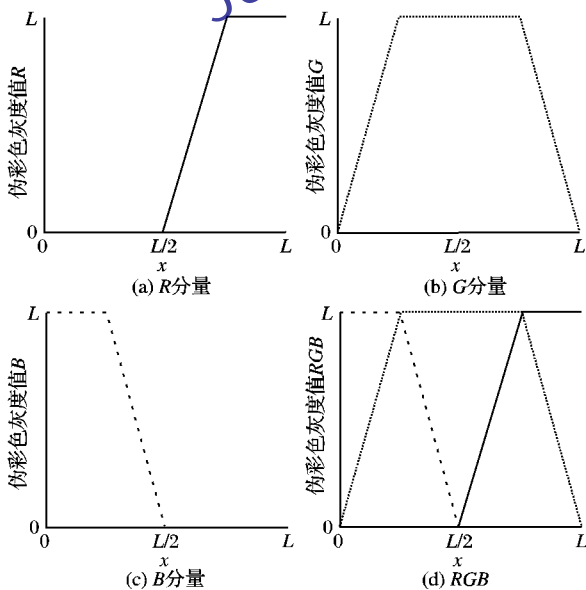 L
伪彩色灰度值R
0
0 L/2 L
x
(a) R分量
L
伪彩色灰度值G
0
0 L/2 L
x
(b) G分量
L
伪彩色灰度值B
0
0 L/2 L
x
(c) B分量
L
伪彩色灰度值RGB
0
0 L/2 L
x
(d) RGB